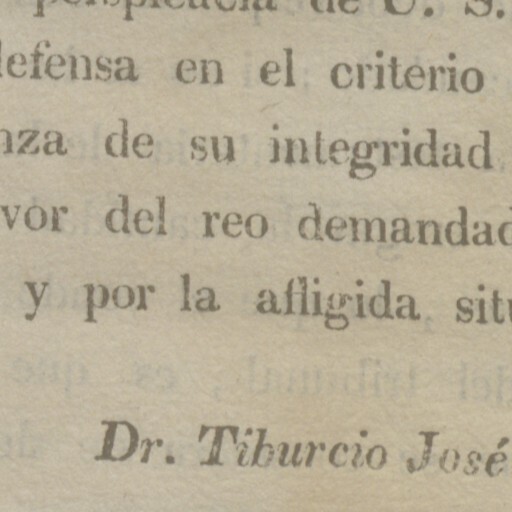 perspicacia de U. S.
defensa en el criterio
nza de su integridad
vor del reo demandad
y por la afligida situ
Dr. Tiburcio José